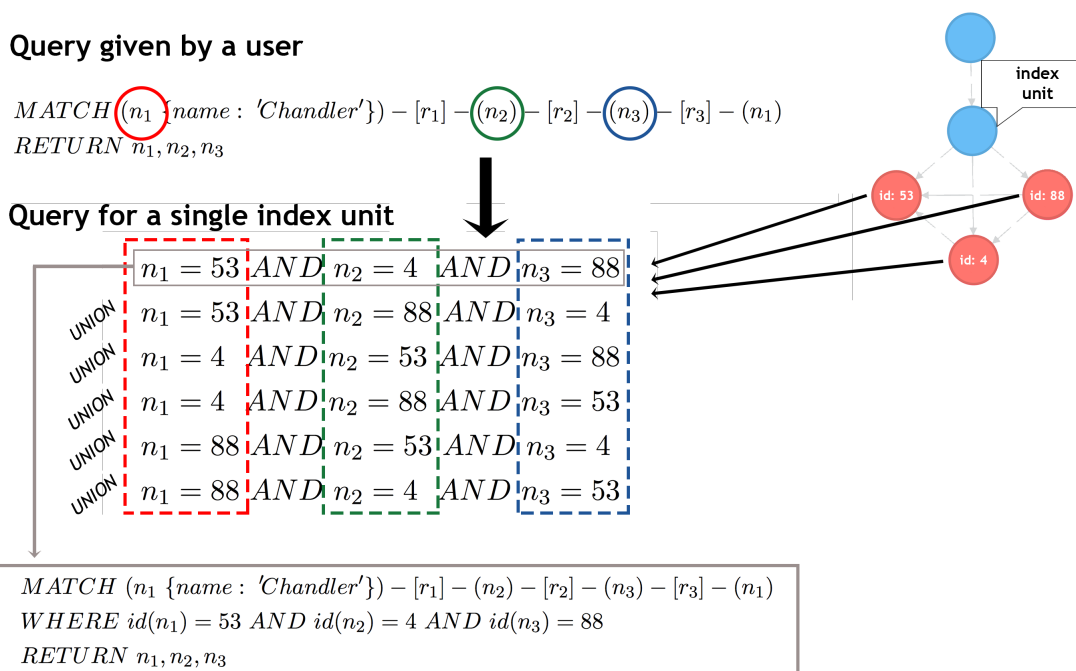 Query given by a user
MATCH (n₁ {name : 'Chandler'}) − [r₁] − (n₂) − [r₂] − (n₃) − [r₃] − (n₁)
RETURN n₁, n₂, n₃
index
unit
id: 53
id: 88
id: 4
Query for a single index unit
n₁ = 53 AND n₂ = 4 AND n₃ = 88
UNION n₁ = 53 AND n₂ = 88 AND n₃ = 4
UNION n₁ = 4 AND n₂ = 53 AND n₃ = 88
UNION n₁ = 4 AND n₂ = 88 AND n₃ = 53
UNION n₁ = 88 AND n₂ = 53 AND n₃ = 4
UNION n₁ = 88 AND n₂ = 4 AND n₃ = 53
MATCH (n₁ {name : 'Chandler'}) − [r₁] − (n₂) − [r₂] − (n₃) − [r₃] − (n₁)
WHERE id(n₁) = 53 AND id(n₂) = 4 AND id(n₃) = 88
RETURN n₁, n₂, n₃